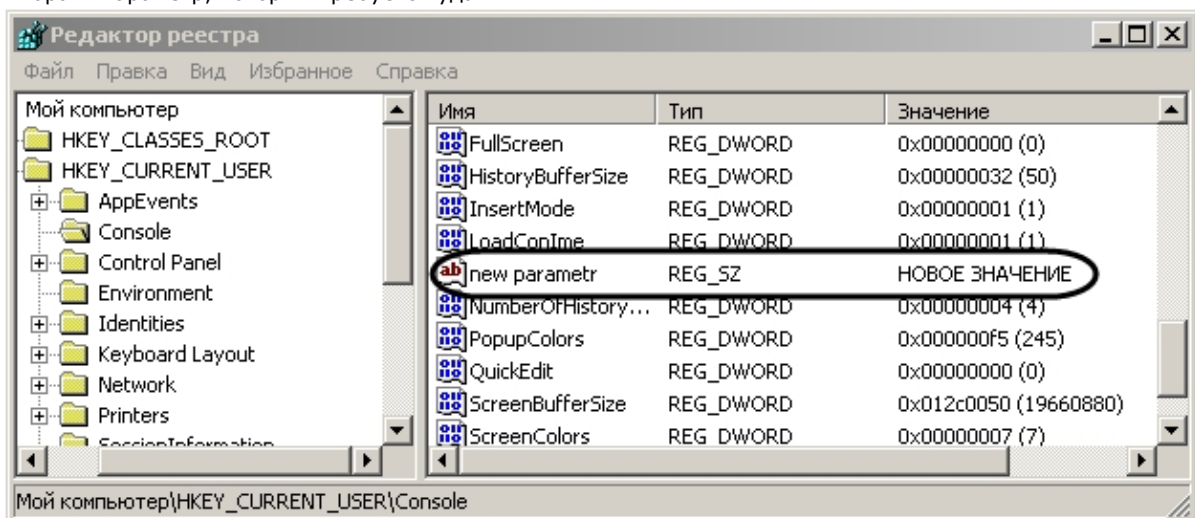 Редактор реестра
Файл Правка Вид Избранное Справка
Мой компьютер
HKEY_CLASSES_ROOT
HKEY_CURRENT_USER
AppEvents
Console
Control Panel
Environment
Identities
Keyboard Layout
Network
Printers
SessionInformation
Имя Тип Значение
FullScreen REG_DWORD 0x00000000 (0)
HistoryBufferSize REG_DWORD 0x00000032 (50)
InsertMode REG_DWORD 0x00000001 (1)
LoadConIme REG_DWORD 0x00000001 (1)
ab new parametr REG_SZ НОВОЕ ЗНАЧЕНИЕ
NumberOfHistory... REG_DWORD 0x00000004 (4)
PopupColors REG_DWORD 0x000000f5 (245)
QuickEdit REG_DWORD 0x00000000 (0)
ScreenBufferSize REG_DWORD 0x012c0050 (19660880)
ScreenColors REG_DWORD 0x00000007 (7)
Мой компьютер\HKEY_CURRENT_USER\Console